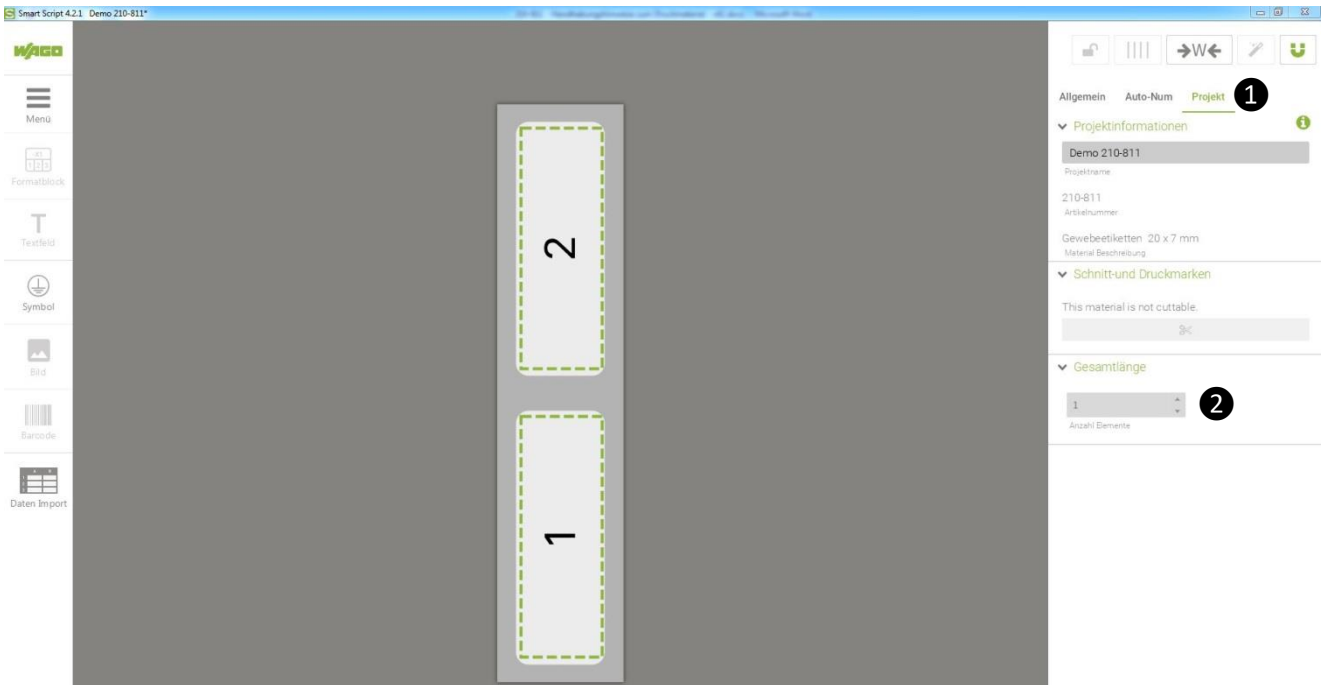 Smart Script 4.2.1 Demo 210-811*
WAGO
Menü
Formatblock
Textfeld
Symbol
Bild
Barcode
Daten Import
2
1
→W←
Allgemein Auto-Num Projekt 1
Projektinformationen
Demo 210-811
Projektname
210-811
Artikelnummer
Gewebeetiketten 20 x 7 mm
Material Beschreibung
Schnitt-und Druckmarken
This material is not cuttable.
Gesamtlänge
1 2
Anzahl Elemente